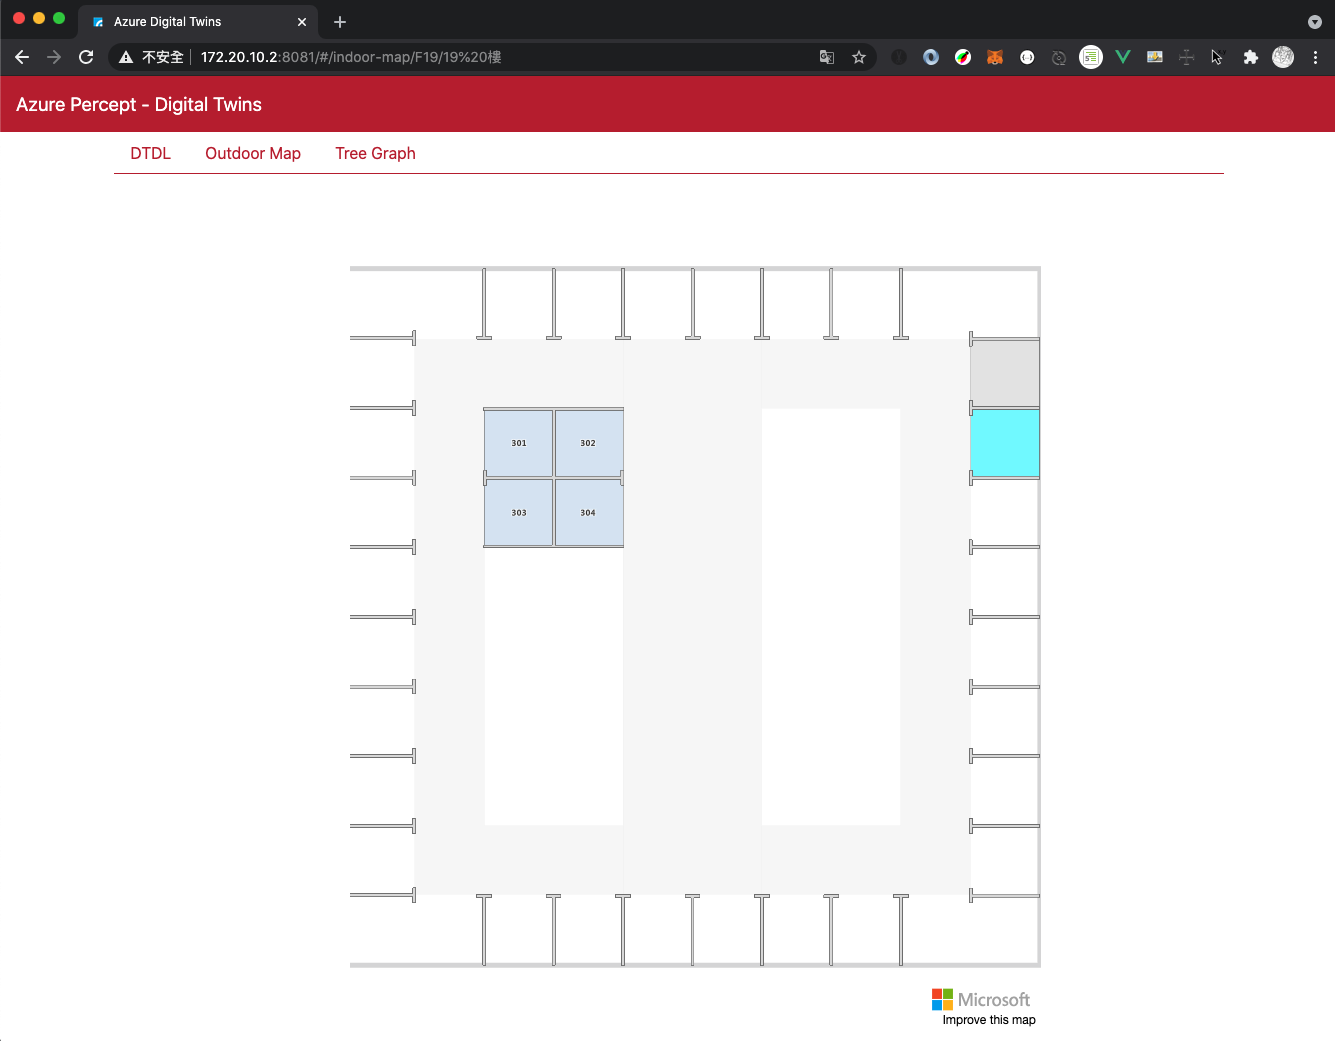 Azure Digital Twins
不安全
172.20.10.2:8081/#/indoor-map/F19/19%20樓
Azure Percept - Digital Twins
DTDL Outdoor Map Tree Graph
301 302
303 304
Microsoft
Improve this map